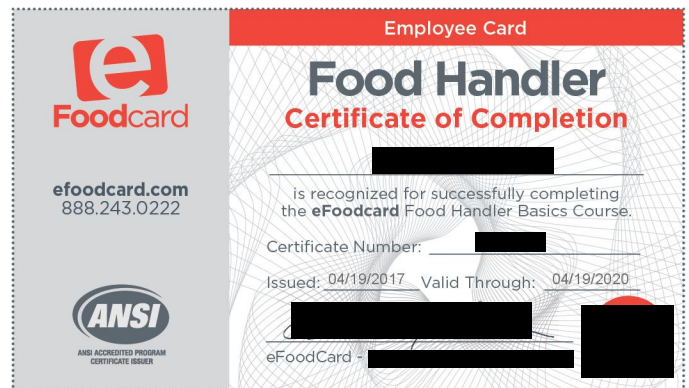 Employee Card
e
Foodcard
efoodcard.com
888.243.0222
ANSI
ANSI ACCREDITED PROGRAM
CERTIFICATE ISSUER
Food Handler
Certificate of Completion
is recognized for successfully completing
the eFoodcard Food Handler Basics Course.
Certificate Number:
Issued: 04/19/2017 Valid Through: 04/19/2020
eFoodCard -